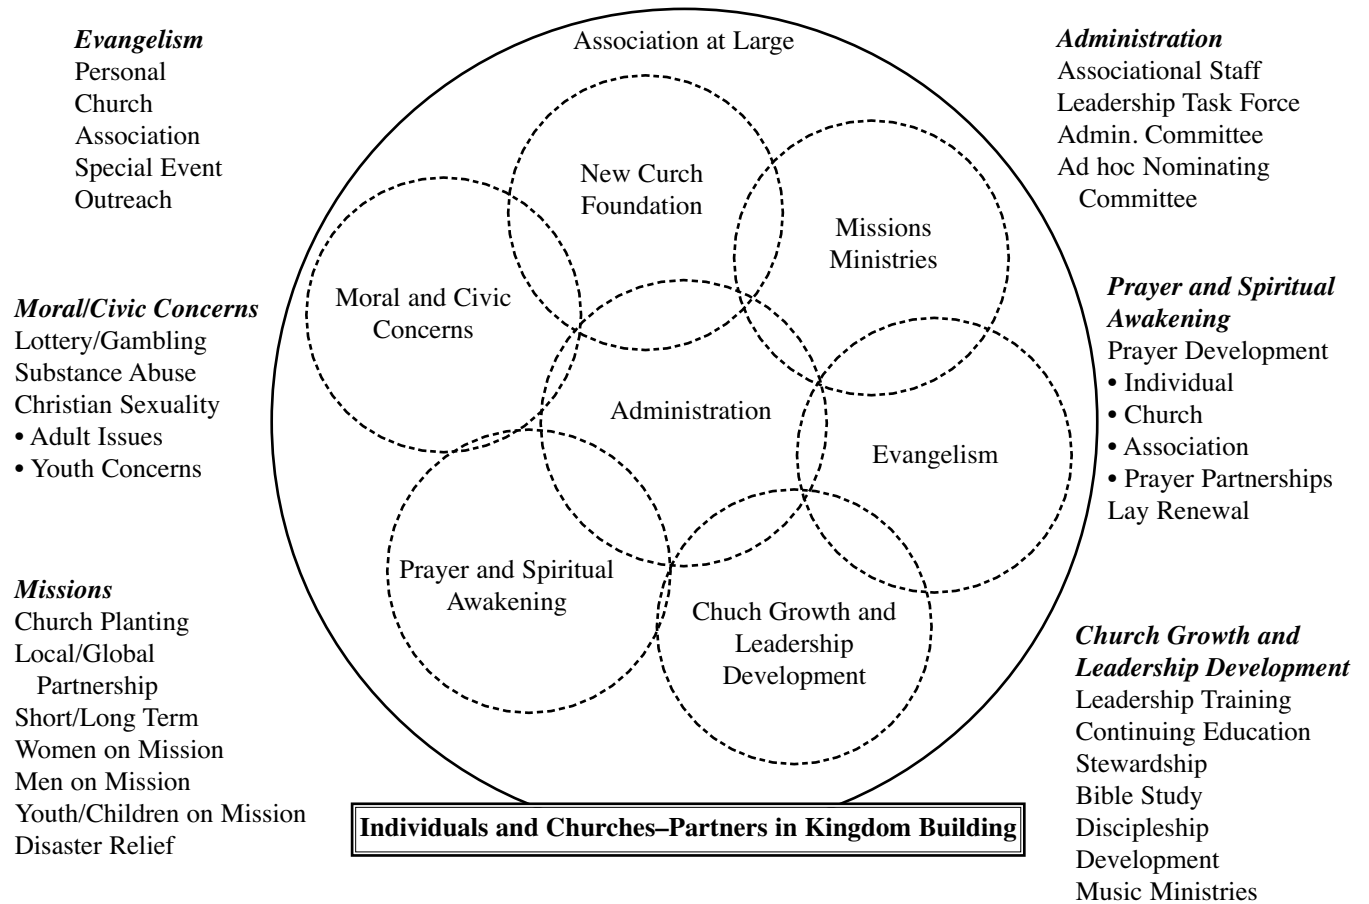 Evangelism
Personal
Church
Association
Special Event
Outreach
Moral/Civic Concerns
Lottery/Gambling
Substance Abuse
Christian Sexuality
• Adult Issues
• Youth Concerns
Missions
Church Planting
Local/Global
Partnership
Short/Long Term
Women on Mission
Men on Mission
Youth/Children on Mission
Disaster Relief
Association at Large
New Curch
Foundation
Missions
Ministries
Moral and Civic
Concerns
Administration
Evangelism
Prayer and Spiritual
Awakening
Chuch Growth and
Leadership
Development
Individuals and Churches–Partners in Kingdom Building
Administration
Associational Staff
Leadership Task Force
Admin. Committee
Ad hoc Nominating
Committee
Prayer and Spiritual
Awakening
Prayer Development
• Individual
• Church
• Association
• Prayer Partnerships
Lay Renewal
Church Growth and
Leadership Development
Leadership Training
Continuing Education
Stewardship
Bible Study
Discipleship
Development
Music Ministries